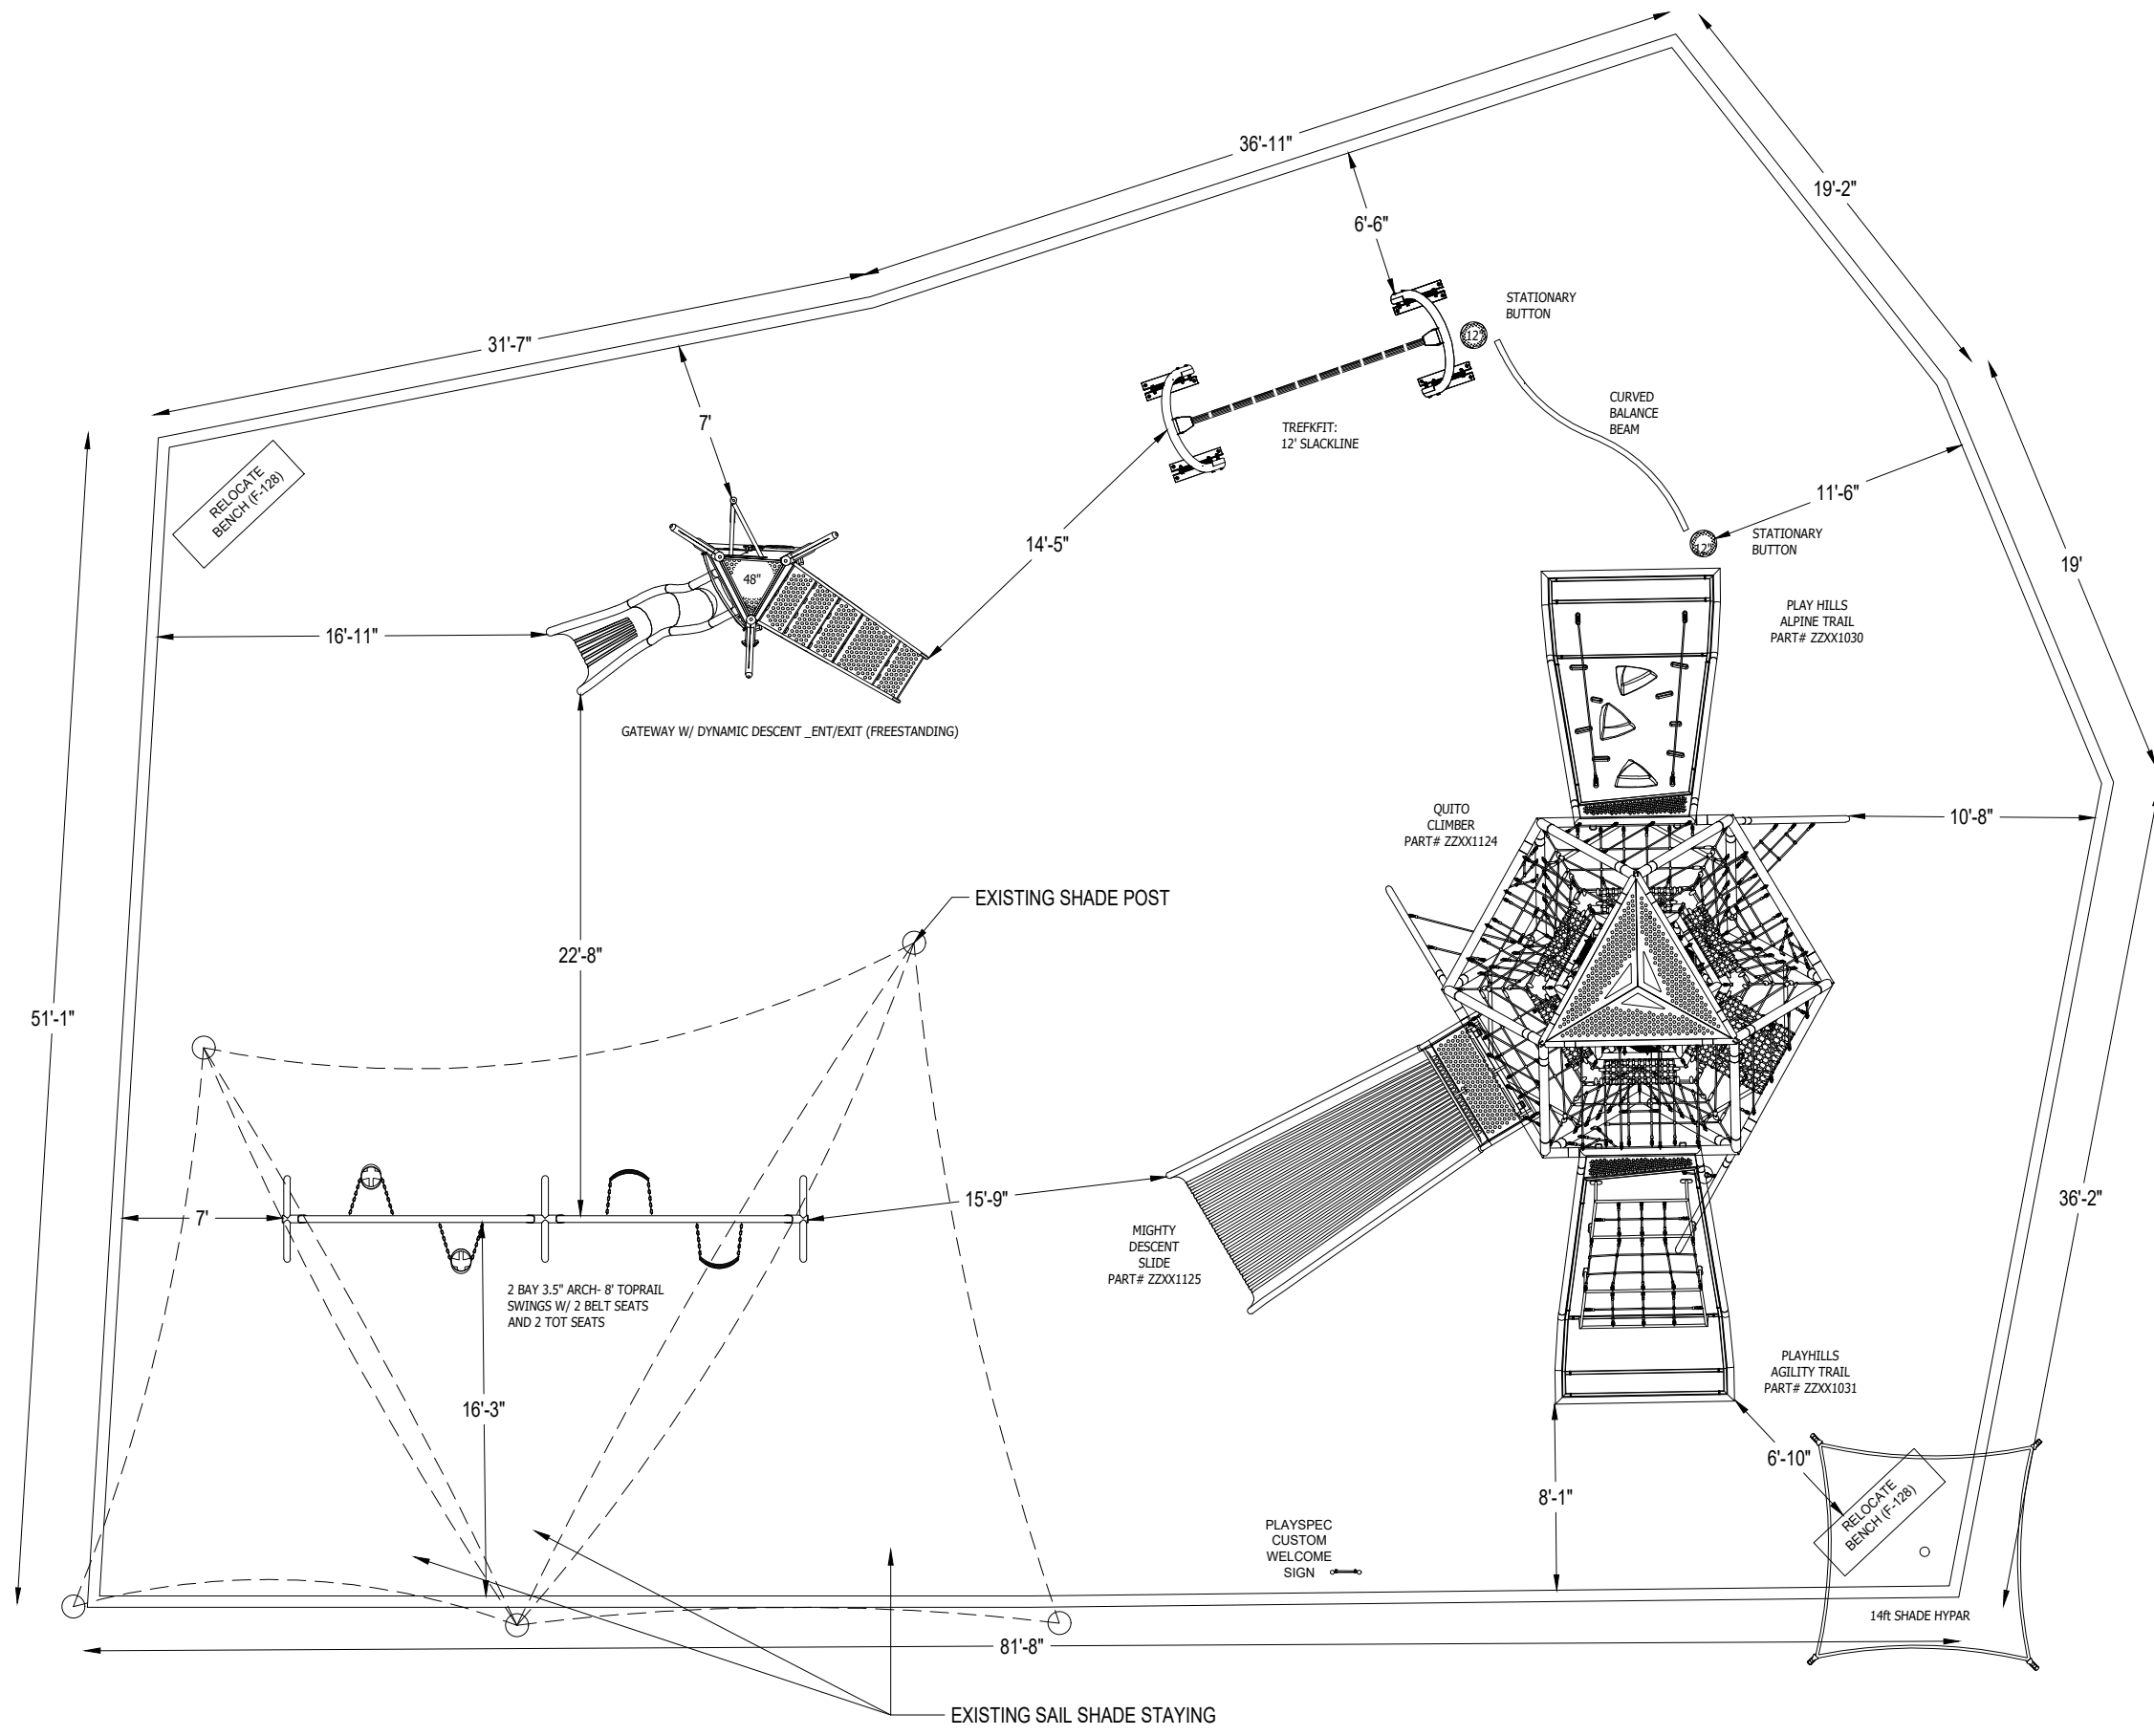 36'-11"
19'-2"
6'-6"
31'-7"
STATIONARY
BUTTON
12"
7'
CURVED
BALANCE
BEAM
TREFKFIT:
12' SLACKLINE
RELOCATE
BENCH (F-128)
11'-6"
STATIONARY
BUTTON
12"
14'-5"
19'
48"
16'-11"
PLAY HILLS
ALPINE TRAIL
PART# ZZXX1030
GATEWAY W/ DYNAMIC DESCENT _ENT/EXIT (FREESTANDING)
QUITO
CLIMBER
PART# ZZXX1124
10'-8"
EXISTING SHADE POST
22'-8"
51'-1"
15'-9"
36'-2"
7'
MIGHTY
DESCENT
SLIDE
PART# ZZXX1125
2 BAY 3.5" ARCH- 8' TOPRAIL
SWINGS W/ 2 BELT SEATS
AND 2 TOT SEATS
PLAYHILLS
AGILITY TRAIL
PART# ZZXX1031
16'-3"
6'-10"
8'-1"
RELOCATE
BENCH (F-128)
PLAYSPEC
CUSTOM
WELCOME
SIGN
14ft SHADE HYPAR
81'-8"
EXISTING SAIL SHADE STAYING